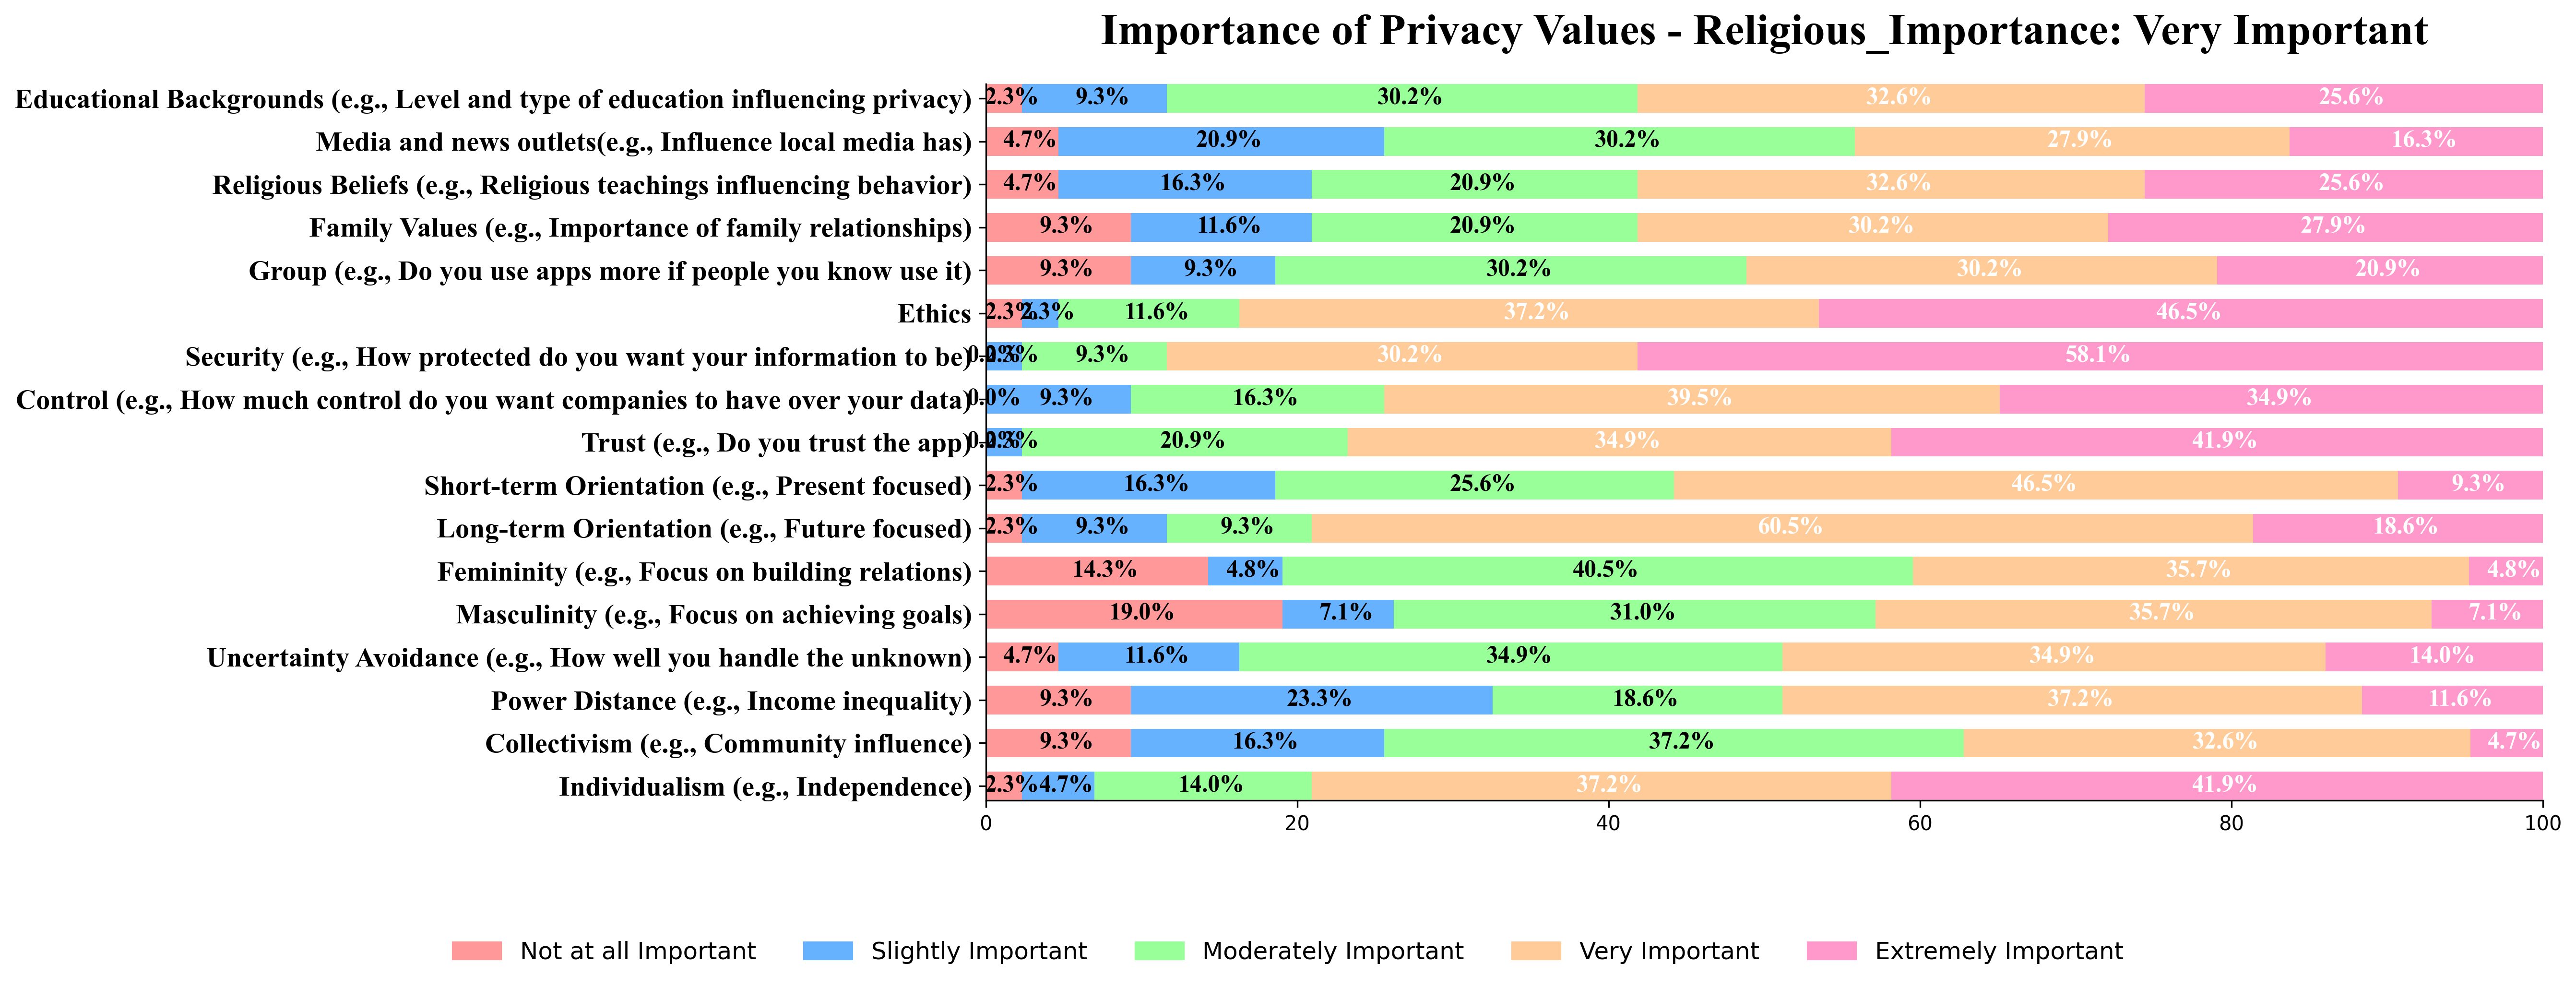 Importance of Privacy Values - Religious_Importance: Very Important
Educational Backgrounds (e.g., Level and type of education influencing privacy) 2.3% 9.3% 30.2% 32.6% 25.6%
Media and news outlets(e.g., Influence local media has) 4.7% 20.9% 30.2% 27.9% 16.3%
Religious Beliefs (e.g., Religious teachings influencing behavior) 4.7% 16.3% 20.9% 32.6% 25.6%
Family Values (e.g., Importance of family relationships) 9.3% 11.6% 20.9% 30.2% 27.9%
Group (e.g., Do you use apps more if people you know use it) 9.3% 9.3% 30.2% 30.2% 20.9%
Ethics 2.3% 2.3% 11.6% 37.2% 46.5%
Security (e.g., How protected do you want your information to be) 0.0% 2.3% 9.3% 30.2% 58.1%
Control (e.g., How much control do you want companies to have over your data) 0.0% 9.3% 16.3% 39.5% 34.9%
Trust (e.g., Do you trust the app) 0.0% 2.3% 20.9% 34.9% 41.9%
Short-term Orientation (e.g., Present focused) 2.3% 16.3% 25.6% 46.5% 9.3%
Long-term Orientation (e.g., Future focused) 2.3% 9.3% 9.3% 60.5% 18.6%
Femininity (e.g., Focus on building relations) 14.3% 4.8% 40.5% 35.7% 4.8%
Masculinity (e.g., Focus on achieving goals) 19.0% 7.1% 31.0% 35.7% 7.1%
Uncertainty Avoidance (e.g., How well you handle the unknown) 4.7% 11.6% 34.9% 34.9% 14.0%
Power Distance (e.g., Income inequality) 9.3% 23.3% 18.6% 37.2% 11.6%
Collectivism (e.g., Community influence) 9.3% 16.3% 37.2% 32.6% 4.7%
Individualism (e.g., Independence) 2.3% 4.7% 14.0% 37.2% 41.9%
0 20 40 60 80 100
Not at all Important Slightly Important Moderately Important Very Important Extremely Important